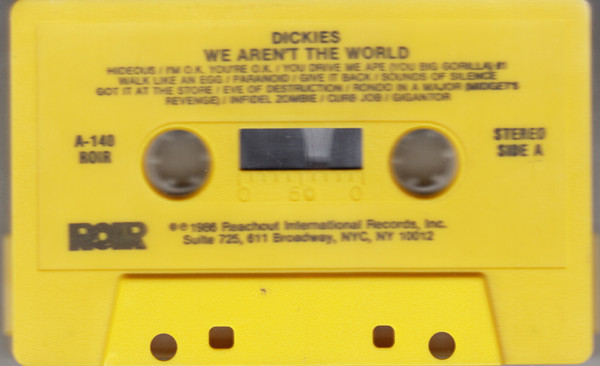 DICKIES
WE AREN'T THE WORLD
HIDEOUS / I'M O.K. YOU'RE O.K. / YOU DRIVE ME APE (YOU BIG GORILLA) #1
WALK LIKE AN EGG / PARANOID / GIVE IT BACK / SOUNDS OF SILENCE
GOT IT AT THE STORE / EVE OF DESTRUCTION / RONDO IN A MAJOR (MIDGET'S
REVENGE) / INFIDEL ZOMBIE / CURB JOB / GIGANTOR
A-140
ROIR
STEREO
SIDE A
0 50 0
ROIR
℗ © 1986 Reachout International Records, Inc.
Suite 725, 611 Broadway, NYC, NY 10012